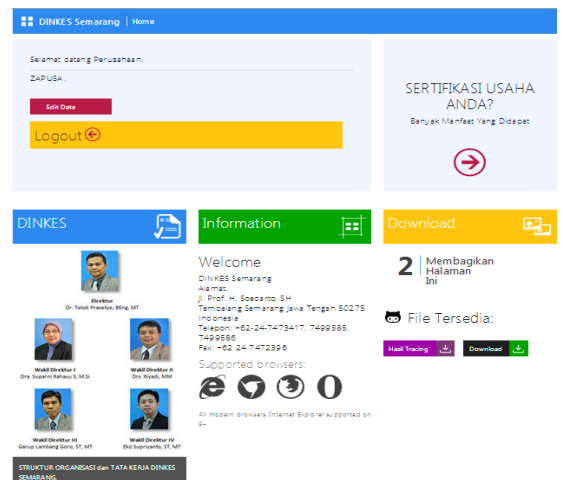 DINKES Semarang | Home
Selamat datang Perusahaan,
ZAPUSA ,
Edit Data
Logout
SERTIFIKASI USAHA
ANDA?
Banyak Manfaat Yang Didapat
DINKES
Direktur
Dr. Totok Prasetyo, BIng, MT
Wakil Direktur I
Dra. Suparni Rahayu S, M.Si
Wakil Direktur II
Drs. Riyadi, MM
Wakil Direktur III
Garup Lambang Goro, ST, MT
Wakil Direktur IV
Eko Supriyanto, ST, MT
STRUKTUR ORGANISASI dan TATA KERJA DINKES
SEMARANG.
Information
Welcome
DINKES Semarang
Alamat:
Jl. Prof. H. Soedarto, SH
Tembalang Semarang Jawa Tengah 50275
Indonesia
Telepon: +62-24-7473417, 7499585,
7499586
Fax: +62 24 7472396
Supported browsers:
All modern browsers Internet Explorer supported on
9+
Download
2 Membagikan
Halaman
Ini
File Tersedia:
Hasil Tracing
Download